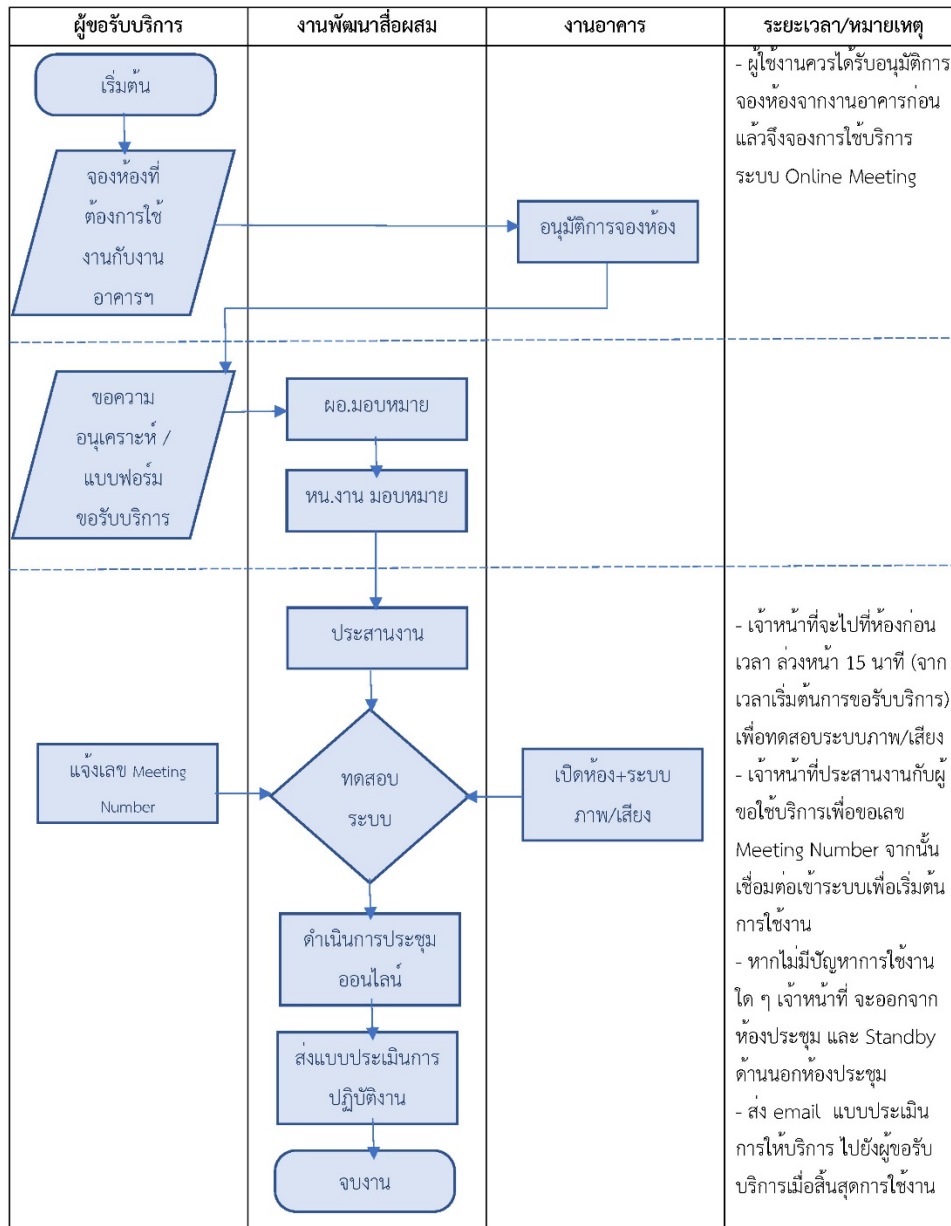 ผู้ขอรับบริการ
งานพัฒนาสื่อผสม
งานอาคาร
ระยะเวลา/หมายเหตุ
เริ่มต้น
จองห้องที่
ต้องการใช้
งานกับงาน
อาคารฯ
อนุมัติการจองห้อง
- ผู้ใช้งานควรได้รับอนุมัติการ
จองห้องจากงานอาคารก่อน
แล้วจึงจองการใช้บริการ
ระบบ Online Meeting
ขอความ
อนุเคราะห์ /
แบบฟอร์ม
ขอรับบริการ
ผอ.มอบหมาย
หน.งาน มอบหมาย
ประสานงาน
แจ้งเลข Meeting
Number
ทดสอบ
ระบบ
เปิดห้อง+ระบบ
ภาพ/เสียง
ดำเนินการประชุม
ออนไลน์
ส่งแบบประเมินการ
ปฏิบัติงาน
จบงาน
- เจ้าหน้าที่จะไปที่ห้องก่อน
เวลา ล่วงหน้า 15 นาที (จาก
เวลาเริ่มต้นการขอรับบริการ)
เพื่อทดสอบระบบภาพ/เสียง
- เจ้าหน้าที่ประสานงานกับผู้
ขอใช้บริการเพื่อขอเลข
Meeting Number จากนั้น
เชื่อมต่อเข้าระบบเพื่อเริ่มต้น
การใช้งาน
- หากไม่มีปัญหาการใช้งาน
ใด ๆ เจ้าหน้าที่ จะออกจาก
ห้องประชุม และ Standby
ด้านนอกห้องประชุม
- ส่ง email แบบประเมิน
การให้บริการ ไปยังผู้ขอรับ
บริการเมื่อสิ้นสุดการใช้งาน